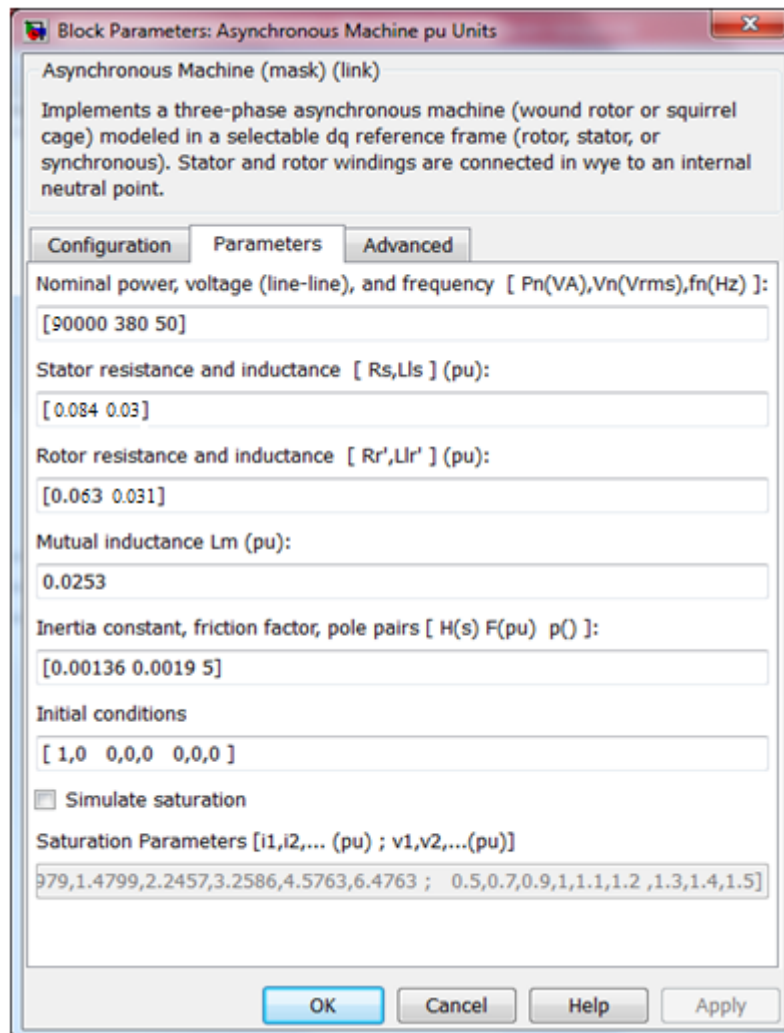 Block Parameters: Asynchronous Machine pu Units
Asynchronous Machine (mask) (link)
Implements a three-phase asynchronous machine (wound rotor or squirrel
cage) modeled in a selectable dq reference frame (rotor, stator, or
synchronous). Stator and rotor windings are connected in wye to an internal
neutral point.
Configuration Parameters Advanced
Nominal power, voltage (line-line), and frequency [ Pn(VA),Vn(Vrms),fn(Hz) ]:
[90000 380 50]
Stator resistance and inductance [ Rs,Lls ] (pu):
[ 0.084 0.03]
Rotor resistance and inductance [ Rr',Llr' ] (pu):
[0.063 0.031]
Mutual inductance Lm (pu):
0.0253
Inertia constant, friction factor, pole pairs [ H(s) F(pu) p() ]:
[0.00136 0.0019 5]
Initial conditions
[ 1,0 0,0,0 0,0,0 ]
Simulate saturation
Saturation Parameters [i1,i2,... (pu) ; v1,v2,...(pu)]
979,1.4799,2.2457,3.2586,4.5763,6.4763 ; 0.5,0.7,0.9,1,1.1,1.2 ,1.3,1.4,1.5]
OK Cancel Help Apply